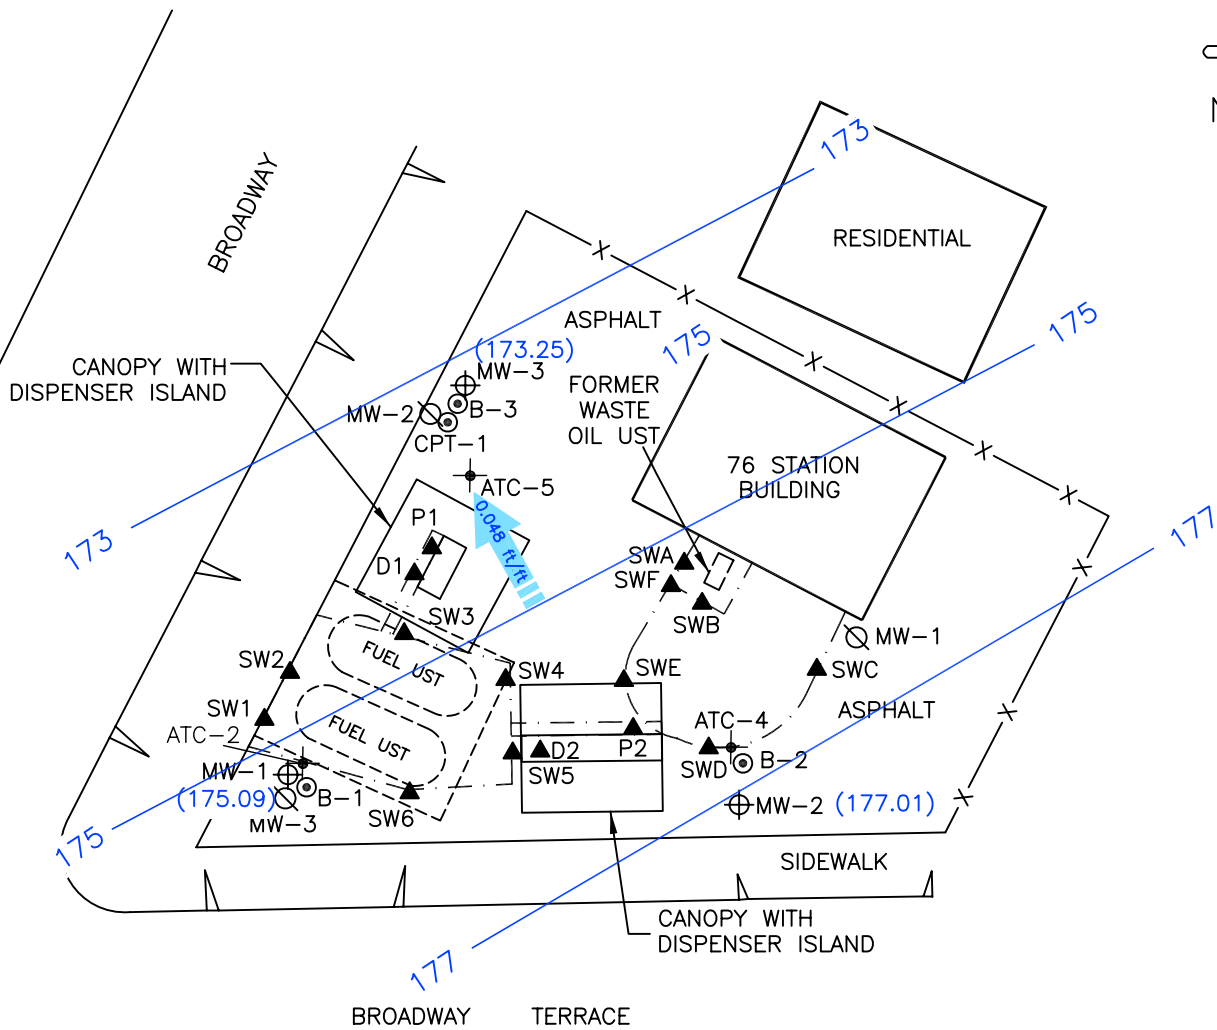 173
BROADWAY
RESIDENTIAL
ASPHALT
175
175
(173.25)
CANOPY WITH
DISPENSER ISLAND
MW-3
FORMER
WASTE
OIL UST
MW-2
B-3
CPT-1
76 STATION
BUILDING
ATC-5
0.048 ft/ft
177
P1
173
D1
SWA
SWF
SW3
SWB
MW-1
FUEL UST
SW2
SW4
SWE
SWC
SW1
ASPHALT
ATC-2
FUEL UST
ATC-4
P2
D2
SW5
SWD
B-2
MW-1
(175.09)
B-1
MW-3
SW6
MW-2 (177.01)
175
SIDEWALK
CANOPY WITH
DISPENSER ISLAND
177
BROADWAY TERRACE